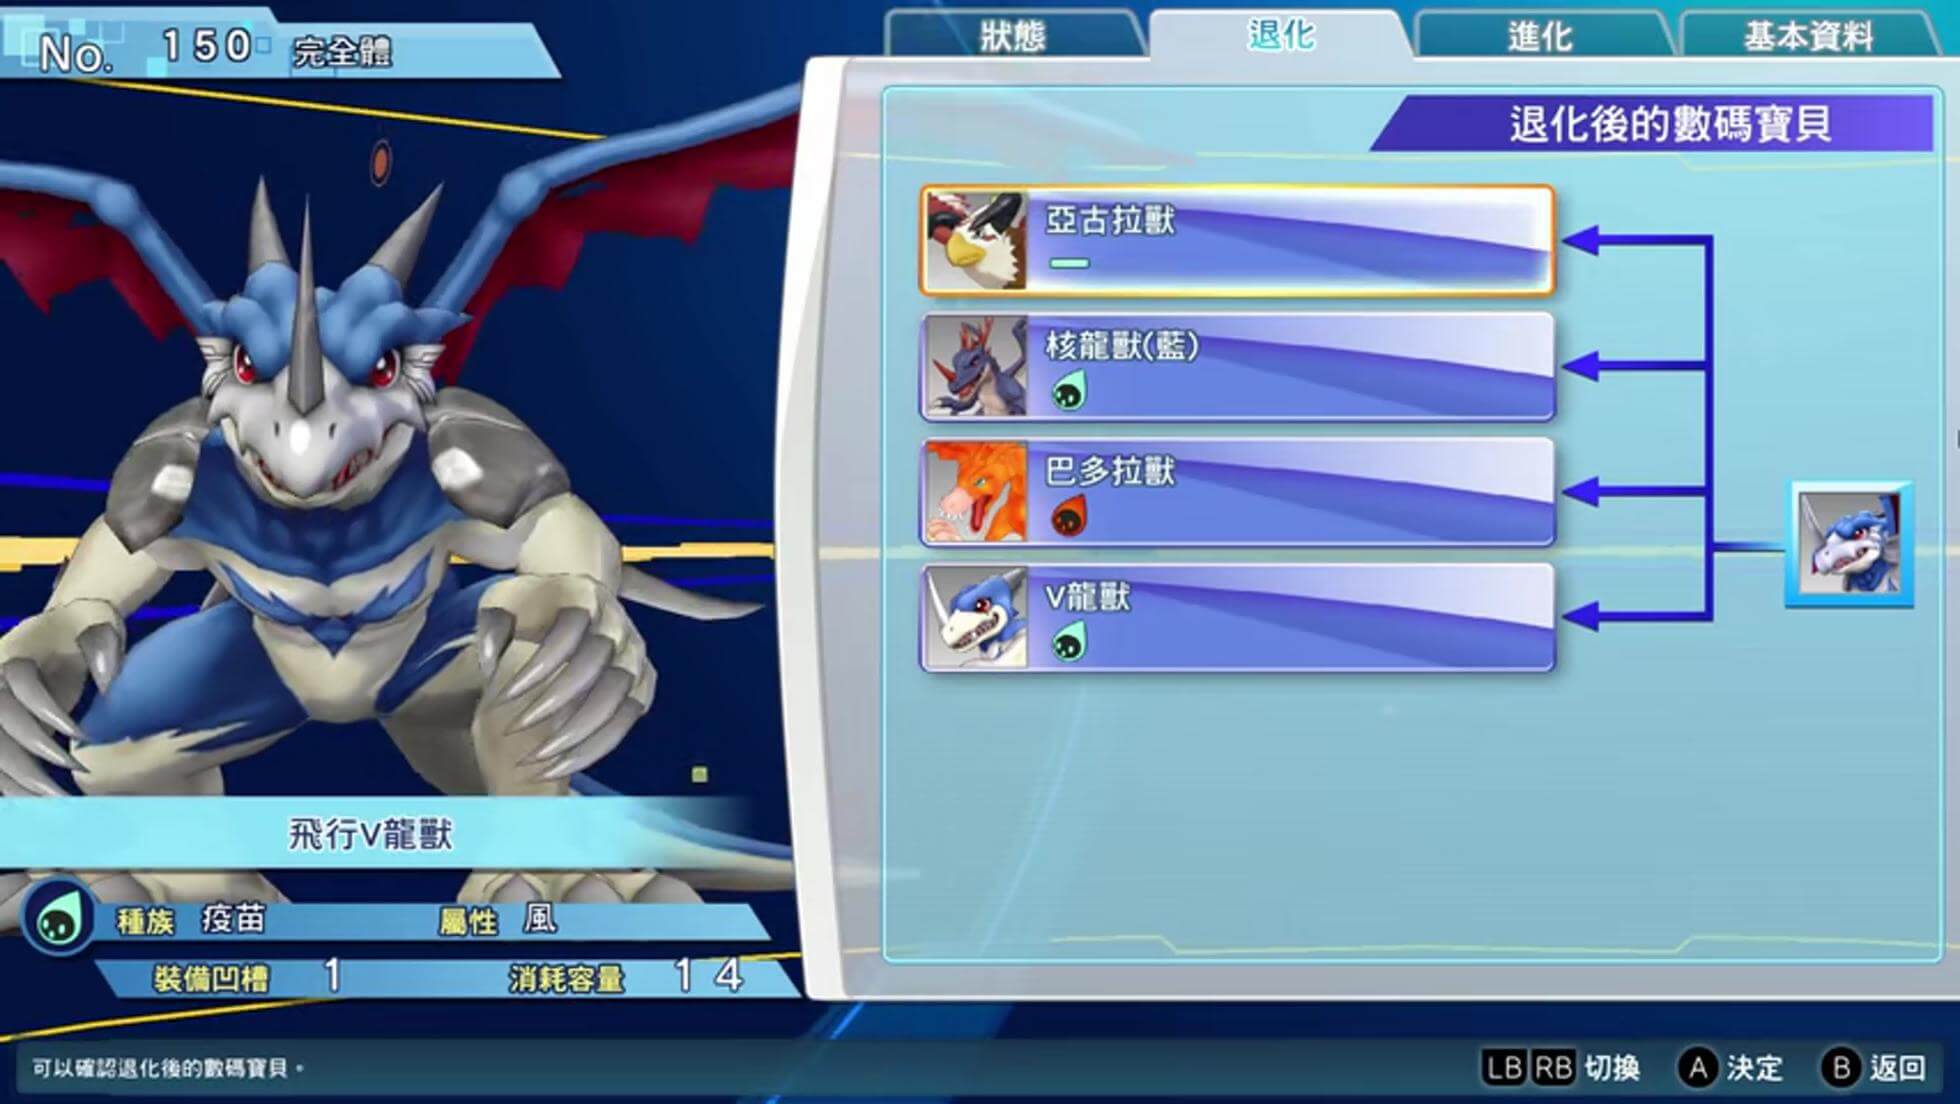 No. 150 完全體
狀態 退化 進化 基本資料
退化後的數碼寶貝
亞古拉獸
核龍獸(藍)
巴多拉獸
V龍獸
飛行V龍獸
種族 疫苗 屬性 風
裝備凹槽 1 消耗容量 14
可以確認退化後的數碼寶貝。
LB RB 切換 A 決定 B 返回